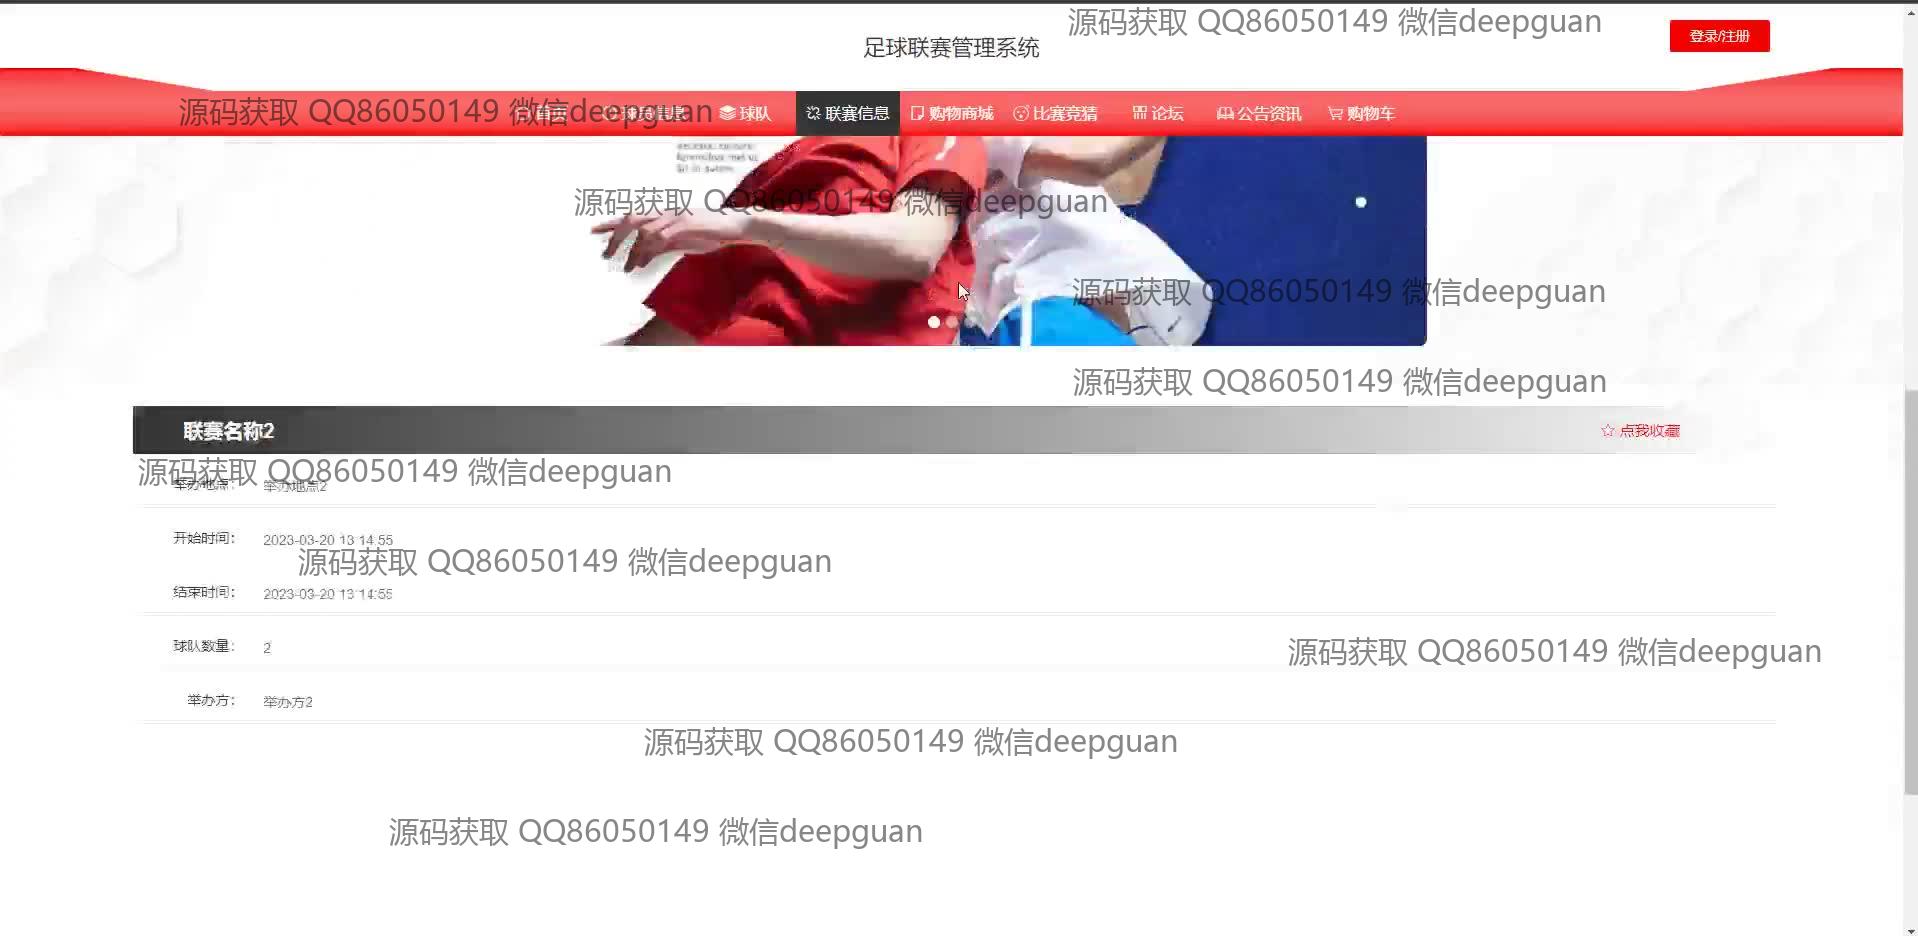 源码获取 QQ86050149 微信deepguan
足球联赛管理系统
登录/注册
源码获取 QQ86050149 微信deepguan
首页 球员信息 球队 联赛信息 购物商城 比赛竞猜 论坛 公告资讯 购物车
源码获取 QQ86050149 微信deepguan
源码获取 QQ86050149 微信deepguan
源码获取 QQ86050149 微信deepguan
联赛名称2
点我收藏
源码获取 QQ86050149 微信deepguan
举办地点： 举办地点2
开始时间： 2023-03-20 13:14:55
源码获取 QQ86050149 微信deepguan
结束时间： 2023-03-20 13:14:55
球队数量： 2
源码获取 QQ86050149 微信deepguan
举办方： 举办方2
源码获取 QQ86050149 微信deepguan
源码获取 QQ86050149 微信deepguan